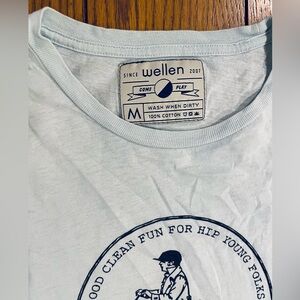 SINCE wellen 2007
COME PLAY
M WASH WHEN DIRTY
100% COTTON
OOD CLEAN FUN FOR HIP YOUNG FOLKS